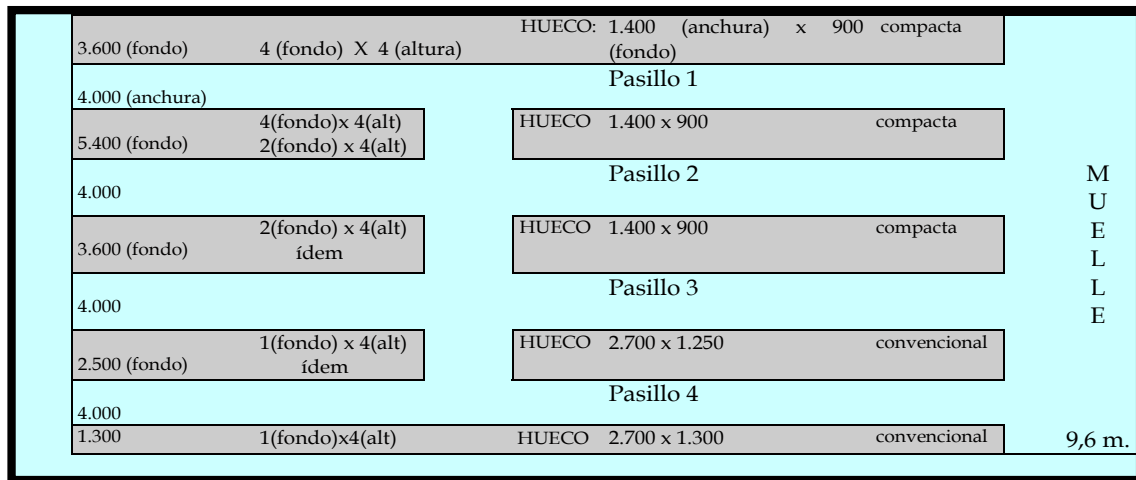 HUECO: 1.400 (anchura) x 900 compacta
3.600 (fondo) 4 (fondo) X 4 (altura) (fondo)
Pasillo 1
4.000 (anchura)
4(fondo)x 4(alt) HUECO 1.400 x 900 compacta
5.400 (fondo) 2(fondo) x 4(alt)
Pasillo 2
4.000
2(fondo) x 4(alt) HUECO 1.400 x 900 compacta
3.600 (fondo) ídem
Pasillo 3
4.000
1(fondo) x 4(alt) HUECO 2.700 x 1.250 convencional
2.500 (fondo) ídem
Pasillo 4
4.000
1.300 1(fondo)x4(alt) HUECO 2.700 x 1.300 convencional 9,6 m.
M
U
E
L
L
E